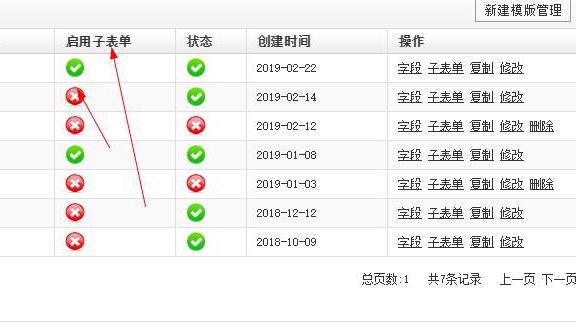 新建模版管理
启用子表单 状态 创建时间 操作
2019-02-22 字段 子表单 复制 修改
2019-02-14 字段 子表单 复制 修改
2019-02-12 字段 子表单 复制 修改 删除
2019-01-08 字段 子表单 复制 修改
2019-01-03 字段 子表单 复制 修改 删除
2018-12-12 字段 子表单 复制 修改
2018-10-09 字段 子表单 复制 修改
总页数:1 共7条记录 上一页 下一页